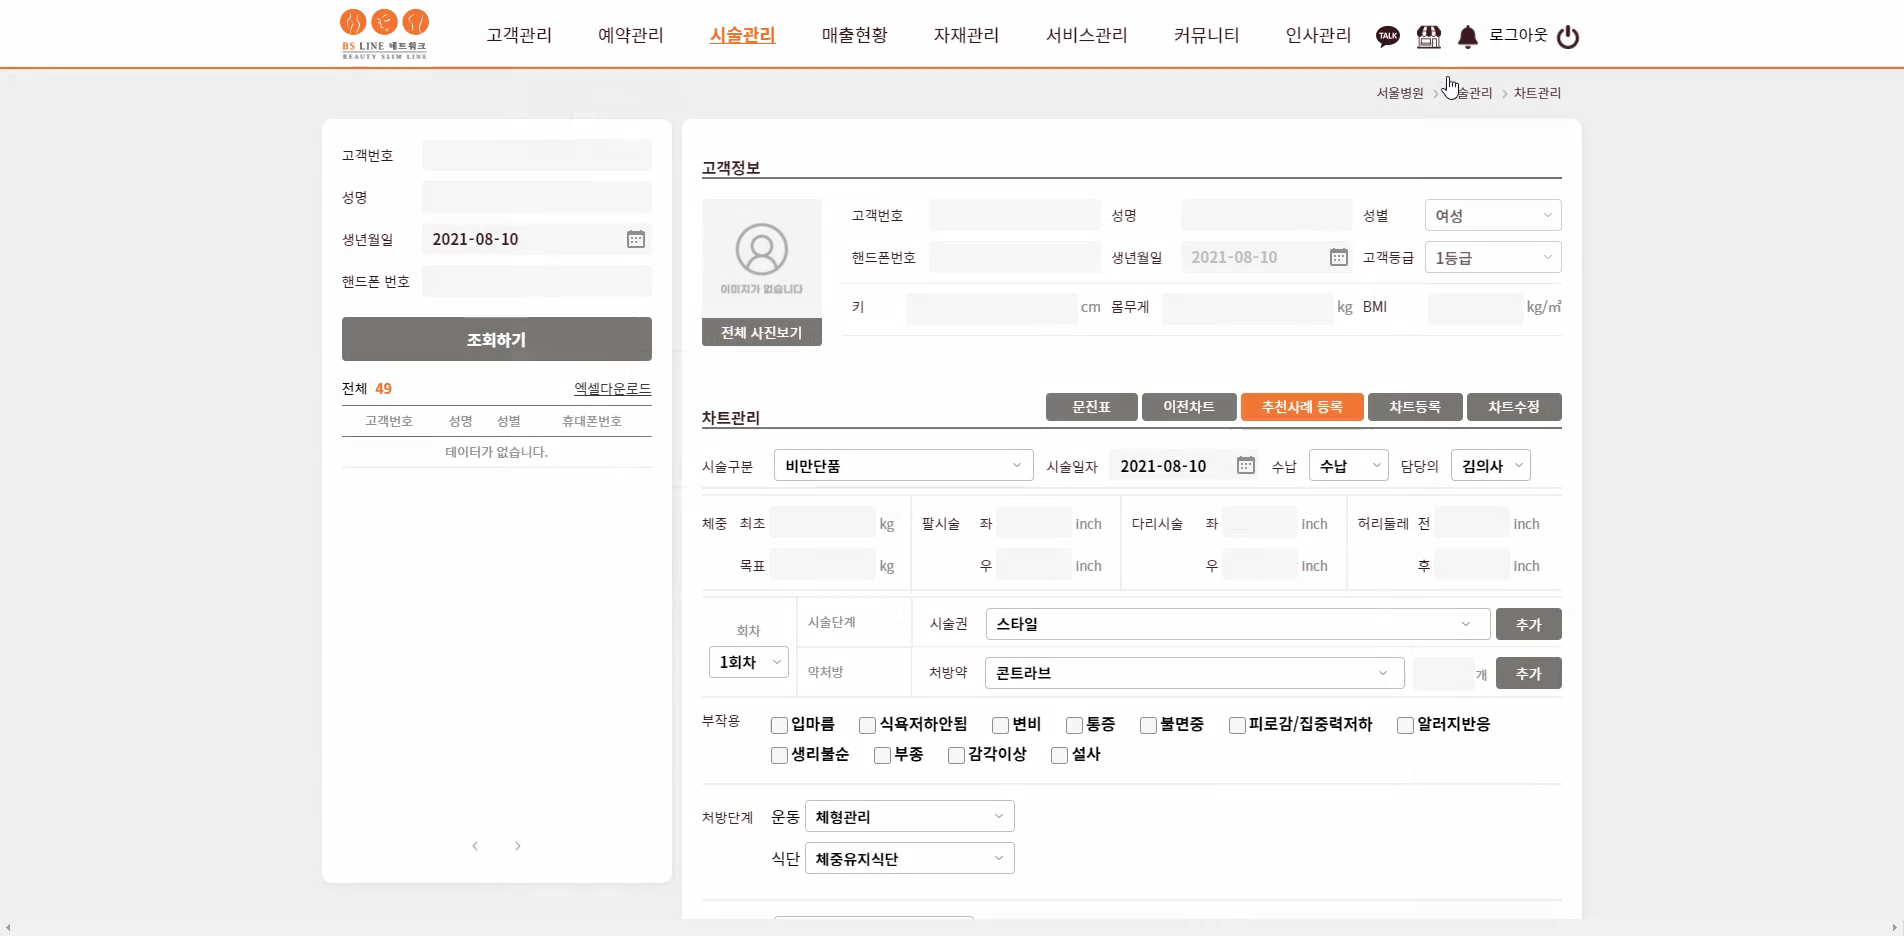 BS LINE 네트워크
BEAUTY SLIM LINE
고객관리 예약관리 시술관리 매출현황 자재관리 서비스관리 커뮤니티 인사관리 TALK 로그아웃
서울병원 > 술관리 > 차트관리
고객번호
성명
생년월일 2021-08-10
핸드폰 번호
조회하기
전체 49 엑셀다운로드
고객번호 성명 성별 휴대폰번호
데이터가 없습니다.
고객정보
이미지가 없습니다
전체 사진보기
고객번호 성명 성별 여성
핸드폰번호 생년월일 2021-08-10 고객등급 1등급
키 cm 몸무게 kg BMI kg/㎡
차트관리 문진표 이전차트 추천사례 등록 차트등록 차트수정
시술구분 비만단품 시술일자 2021-08-10 수납 수납 담당의 김의사
체중 최초 kg 팔시술 좌 inch 다리시술 좌 inch 허리둘레 전 inch
목표 kg 우 inch 우 inch 후 inch
회차 시술단계 시술권 스타일 추가
1회차 약처방 처방약 콘트라브 개 추가
부작용 입마름 식욕저하안됨 변비 통증 불면중 피로감/집중력저하 알러지반응
생리불순 부종 감각이상 설사
처방단계 운동 체형관리
식단 체중유지식단